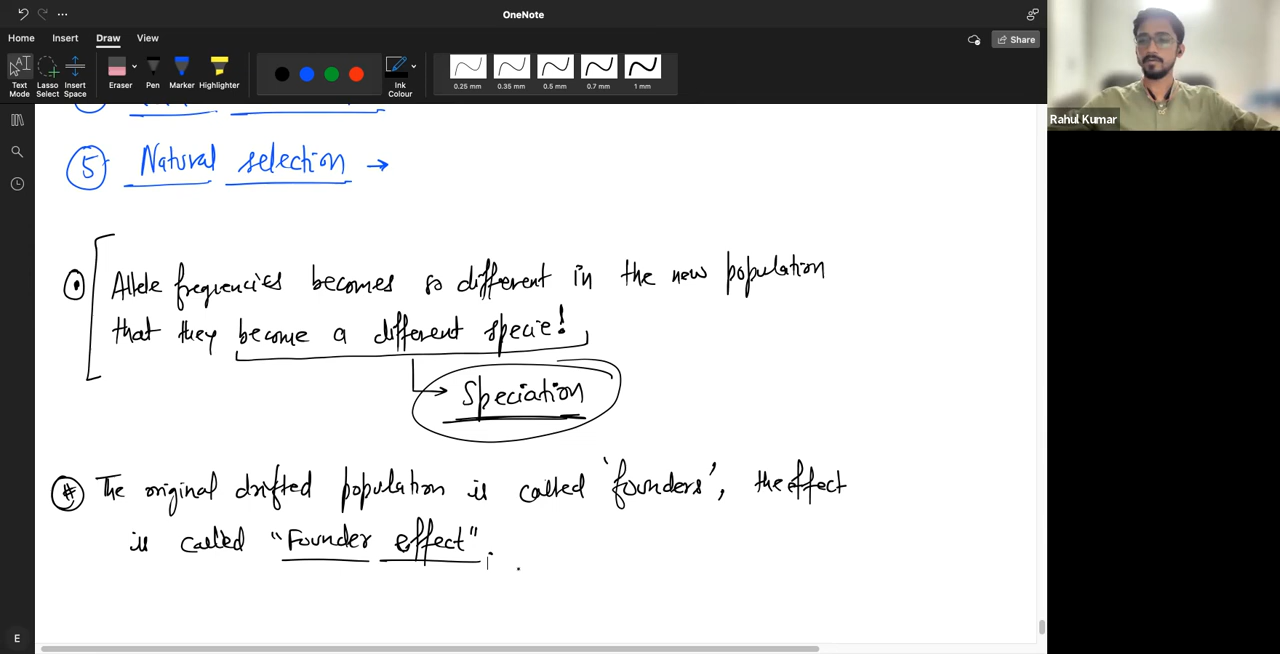 OneNote
Home Insert Draw View
Share
Text Mode
Lasso Select
Insert Space
Eraser
Pen
Marker
Highlighter
Ink Colour
0.25 mm
0.35 mm
0.5 mm
0.7 mm
1 mm
Rahul Kumar
5 Natural selection →
Allele frequencies becomes so different in the new population
that they become a different specie!
Speciation
# The original drifted population is called 'founders', the effect
is called "Founder effect"
E